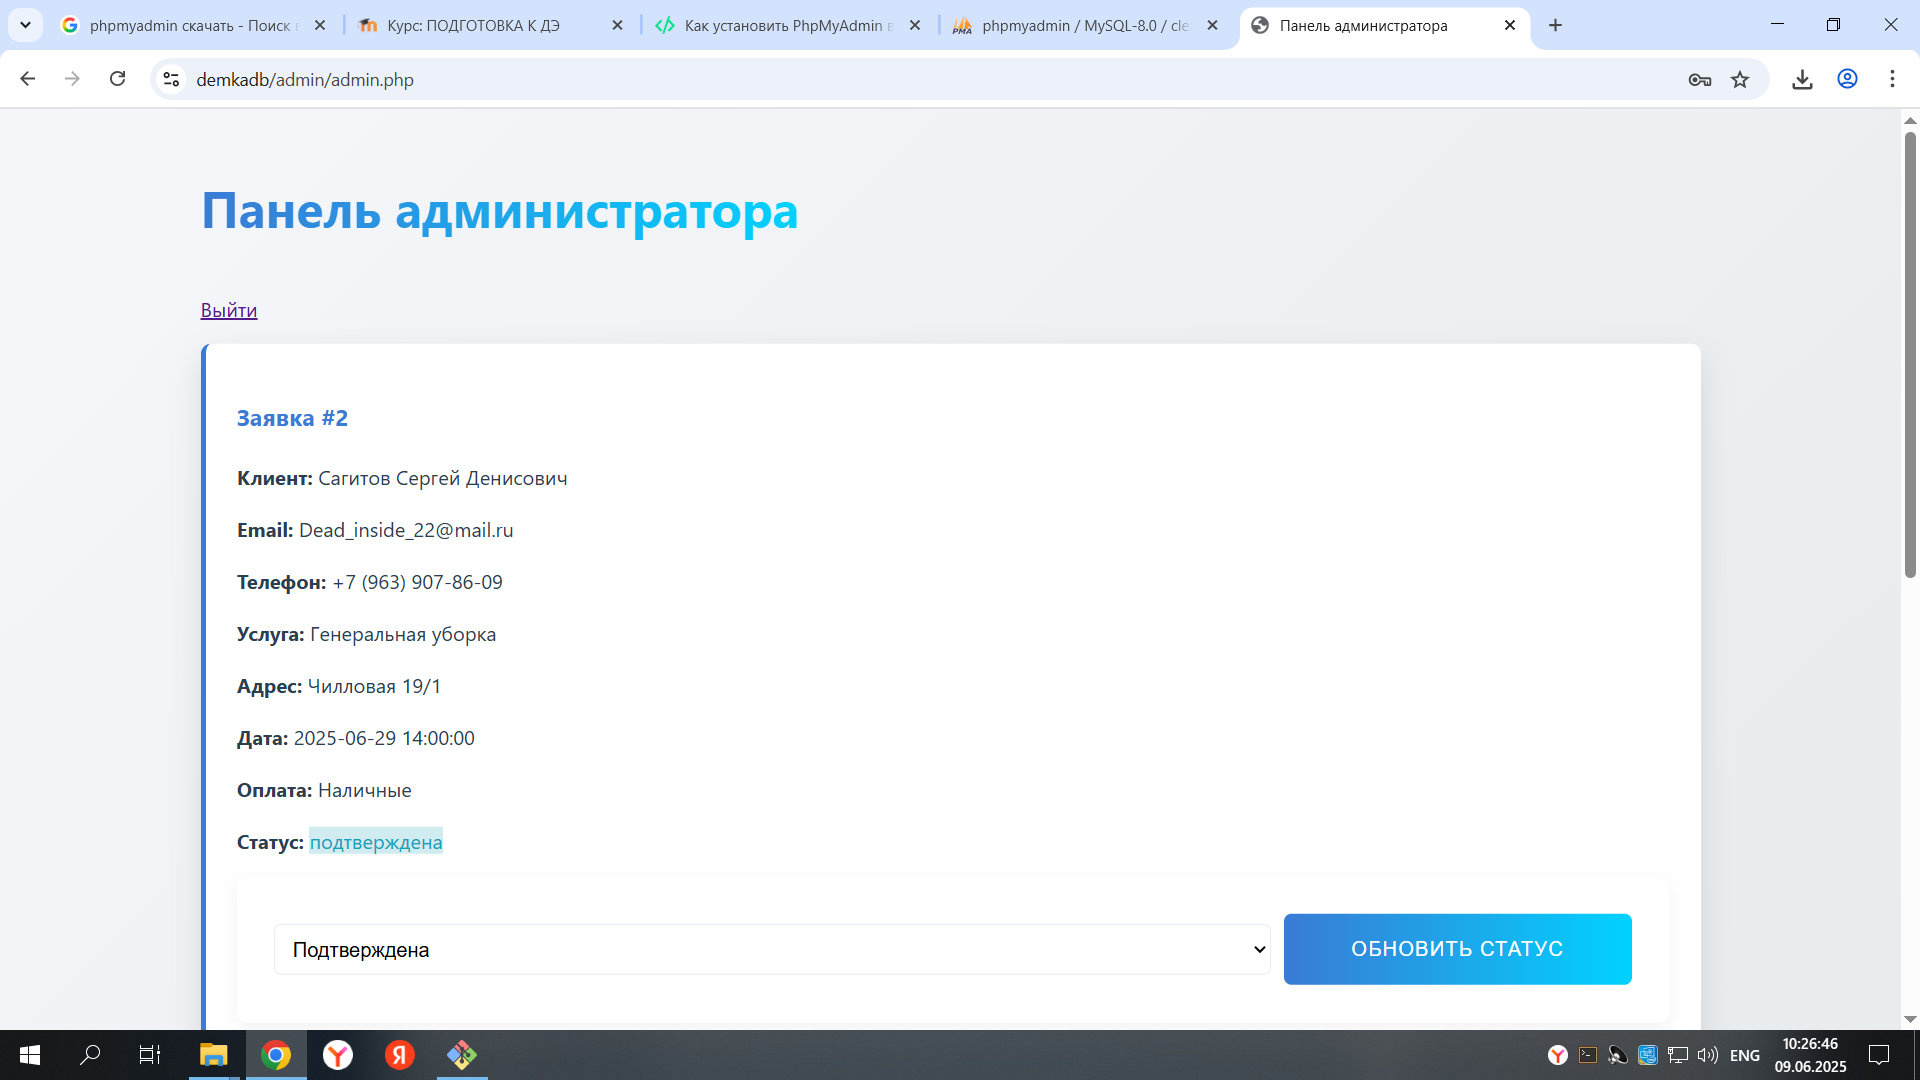 phpmyadmin скачать - Поиск в
Курс: ПОДГОТОВКА К ДЭ
Как установить PhpMyAdmin в
phpmyadmin / MySQL-8.0 / cle
Панель администратора
demkadb/admin/admin.php
Панель администратора
Выйти
Заявка #2
Клиент: Сагитов Сергей Денисович
Email: Dead_inside_22@mail.ru
Телефон: +7 (963) 907-86-09
Услуга: Генеральная уборка
Адрес: Чилловая 19/1
Дата: 2025-06-29 14:00:00
Оплата: Наличные
Статус: подтверждена
Подтверждена
ОБНОВИТЬ СТАТУС
ENG
10:26:46
09.06.2025